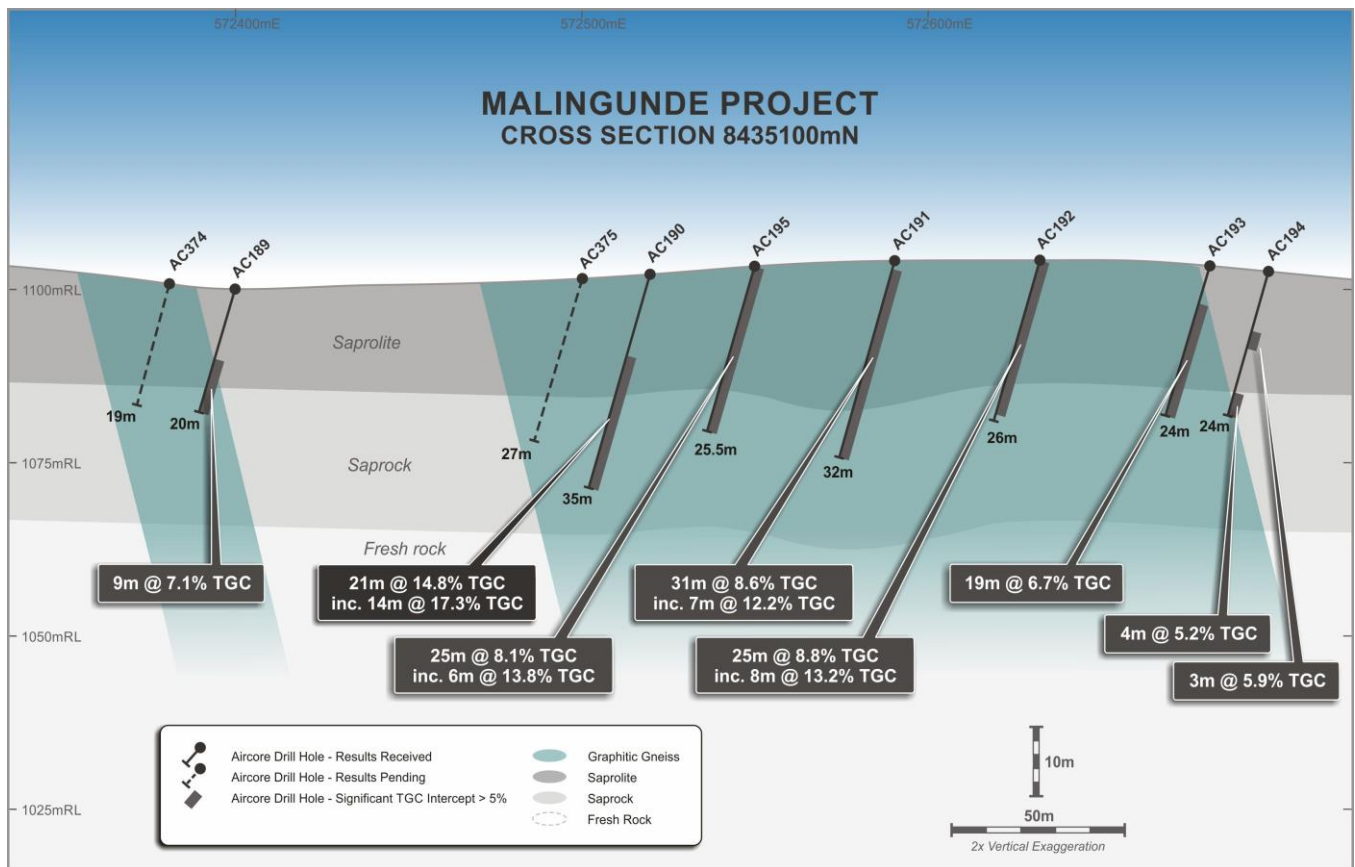 572400mE
572500mE
572600mE
MALINGUNDE PROJECT
CROSS SECTION 8435100mN
AC374
AC189
AC375
AC190
AC195
AC191
AC192
AC193
AC194
1100mRL
Saprolite
19m
20m
27m
35m
25.5m
32m
26m
24m
24m
1075mRL
Saprock
Fresh rock
9m @ 7.1% TGC
21m @ 14.8% TGC
inc. 14m @ 17.3% TGC
31m @ 8.6% TGC
inc. 7m @ 12.2% TGC
19m @ 6.7% TGC
1050mRL
25m @ 8.1% TGC
inc. 6m @ 13.8% TGC
25m @ 8.8% TGC
inc. 8m @ 13.2% TGC
4m @ 5.2% TGC
3m @ 5.9% TGC
Aircore Drill Hole - Results Received
Aircore Drill Hole - Results Pending
Aircore Drill Hole - Significant TGC Intercept > 5%
Graphitic Gneiss
Saprolite
Saprock
Fresh Rock
10m
50m
2x Vertical Exaggeration
1025mRL